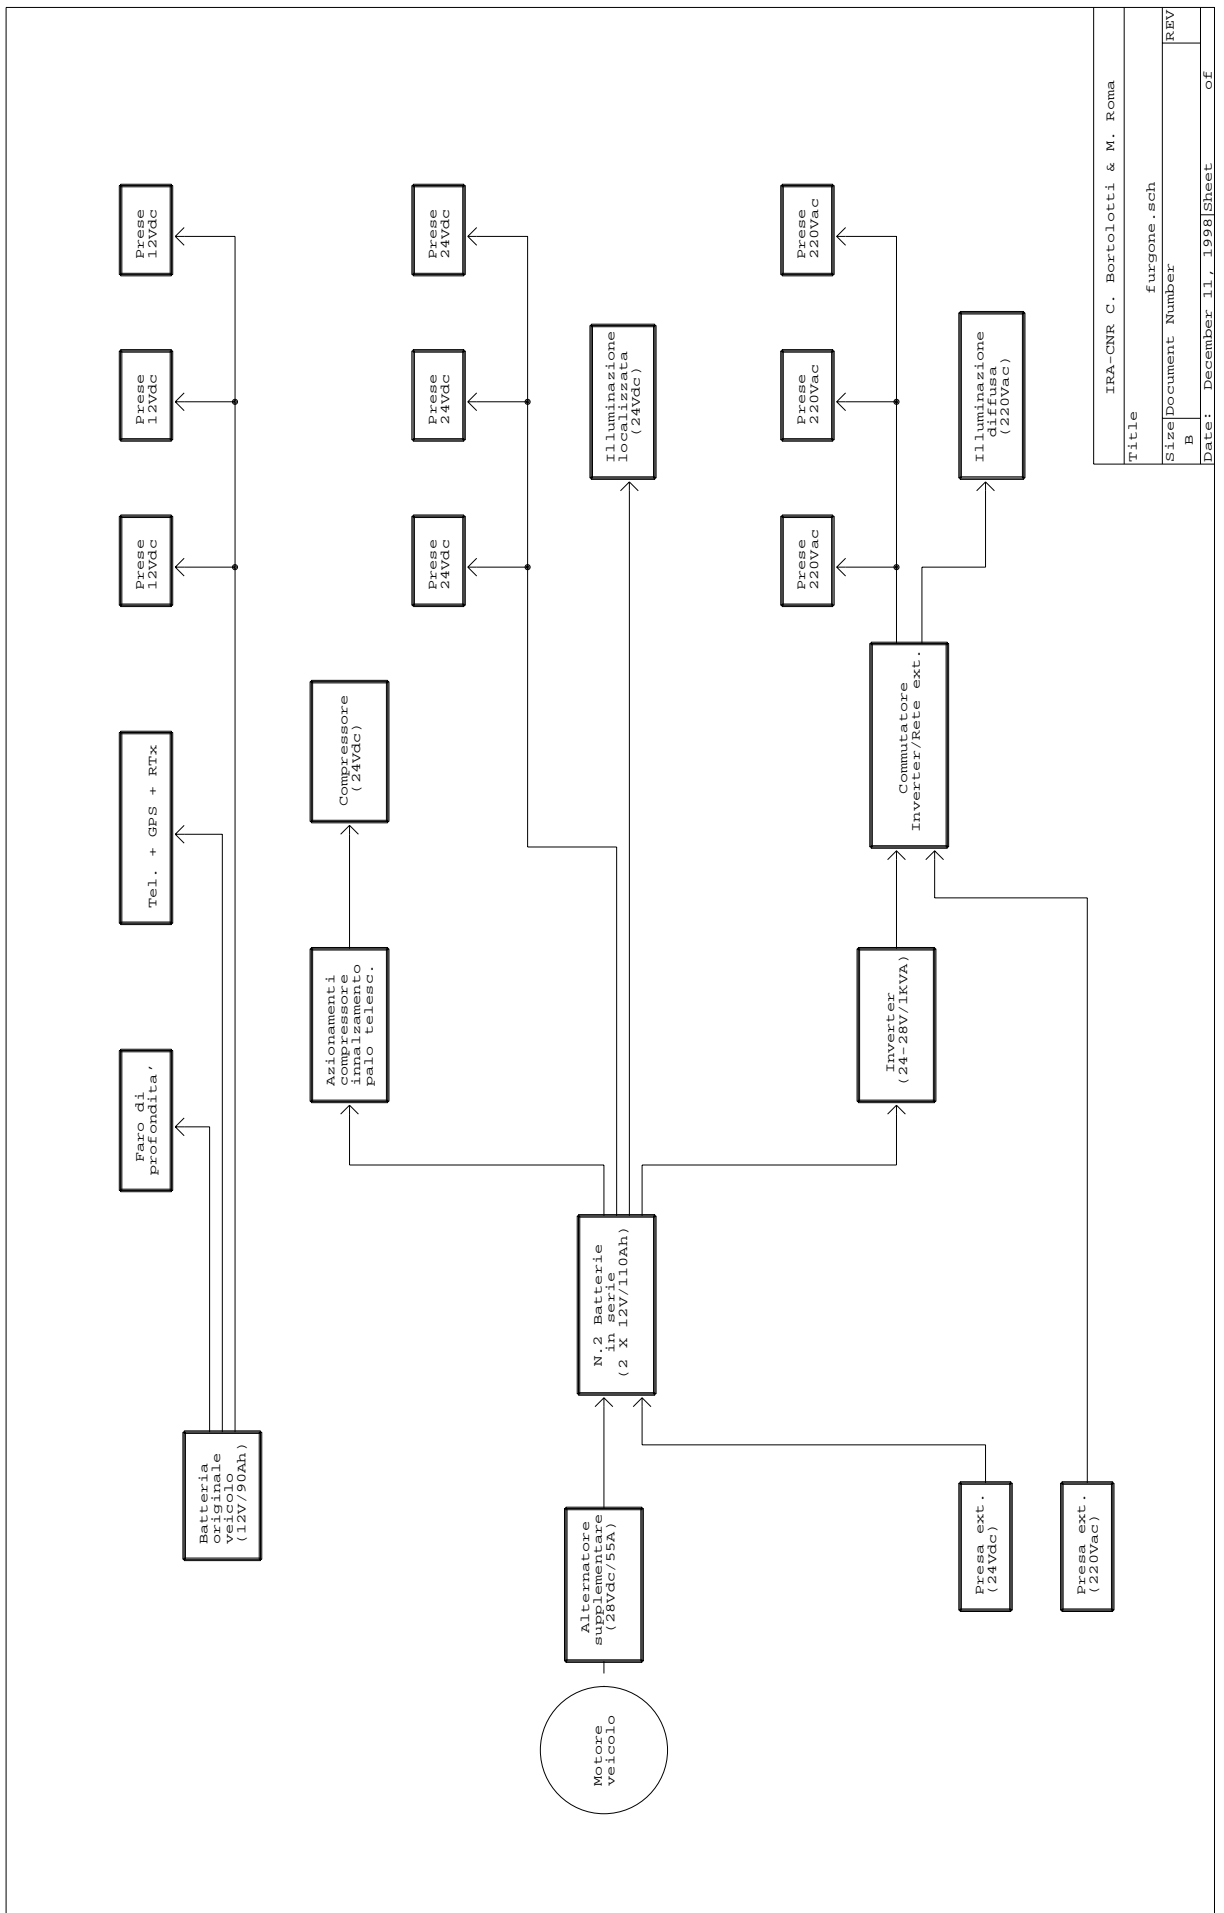 Batteria
originale
veicolo
(12V/90Ah)
Faro di
profondita'
Tel. + GPS + RTx
Prese
12Vdc
Prese
12Vdc
Prese
12Vdc
Azionamenti
compressore
innalzamento
palo telesc.
Compressore
(24Vdc)
Prese
24Vdc
Prese
24Vdc
Prese
24Vdc
Motore
veicolo
Alternatore
supplementare
(28Vdc/55A)
N.2 Batterie
in serie
(2 X 12V/110Ah)
Illuminazione
localizzata
(24Vdc)
Prese
220Vac
Prese
220Vac
Prese
220Vac
Inverter
(24-28V/1KVA)
Commutatore
Inverter/Rete ext.
Presa ext.
(24Vdc)
Illuminazione
diffusa
(220Vac)
Presa ext.
(220Vac)
IRA-CNR C. Bortolotti & M. Roma
Title
furgone.sch
Size Document Number REV
B
Date: December 11, 1998 Sheet of